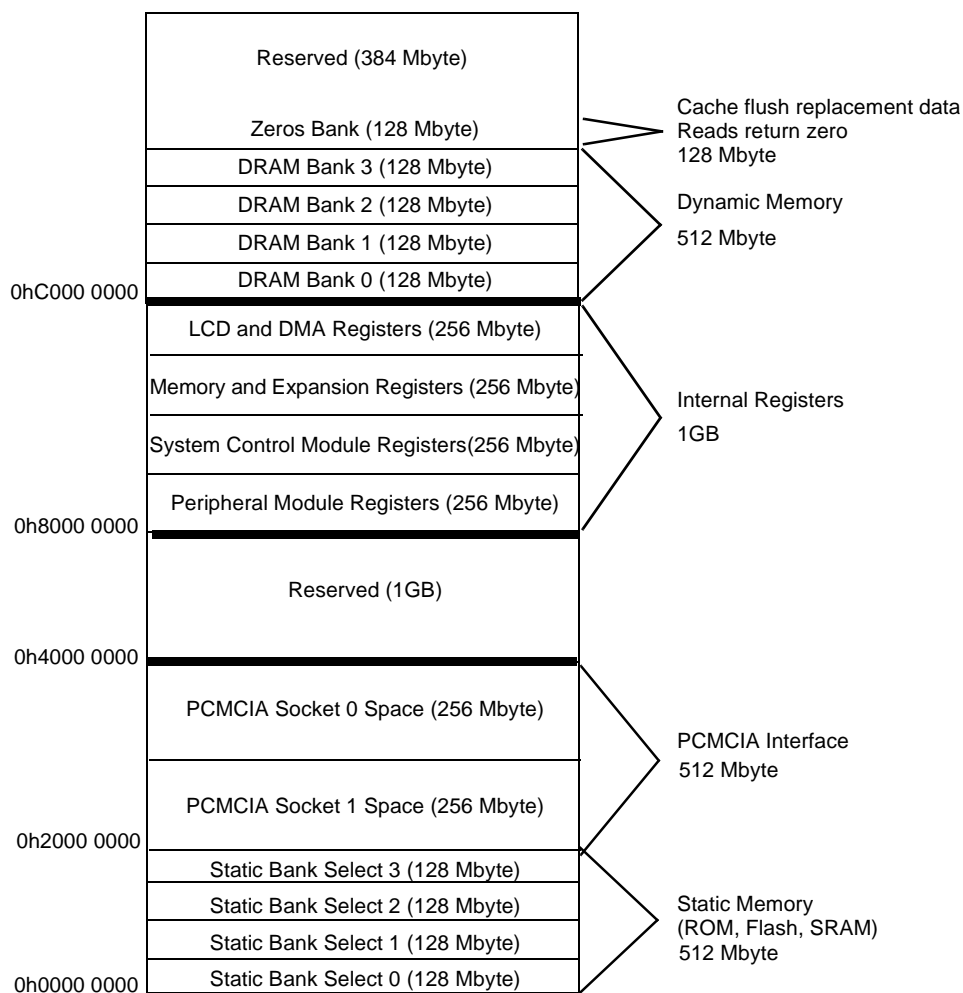 Reserved (384 Mbyte)
Cache flush replacement data
Zeros Bank (128 Mbyte)
Reads return zero
128 Mbyte
DRAM Bank 3 (128 Mbyte)
Dynamic Memory
DRAM Bank 2 (128 Mbyte)
512 Mbyte
DRAM Bank 1 (128 Mbyte)
DRAM Bank 0 (128 Mbyte)
0hC000 0000
LCD and DMA Registers (256 Mbyte)
Memory and Expansion Registers (256 Mbyte)
Internal Registers
1GB
System Control Module Registers(256 Mbyte)
Peripheral Module Registers (256 Mbyte)
0h8000 0000
Reserved (1GB)
0h4000 0000
PCMCIA Socket 0 Space (256 Mbyte)
PCMCIA Interface
512 Mbyte
PCMCIA Socket 1 Space (256 Mbyte)
0h2000 0000
Static Bank Select 3 (128 Mbyte)
Static Bank Select 2 (128 Mbyte)
Static Memory
(ROM, Flash, SRAM)
512 Mbyte
Static Bank Select 1 (128 Mbyte)
Static Bank Select 0 (128 Mbyte)
0h0000 0000